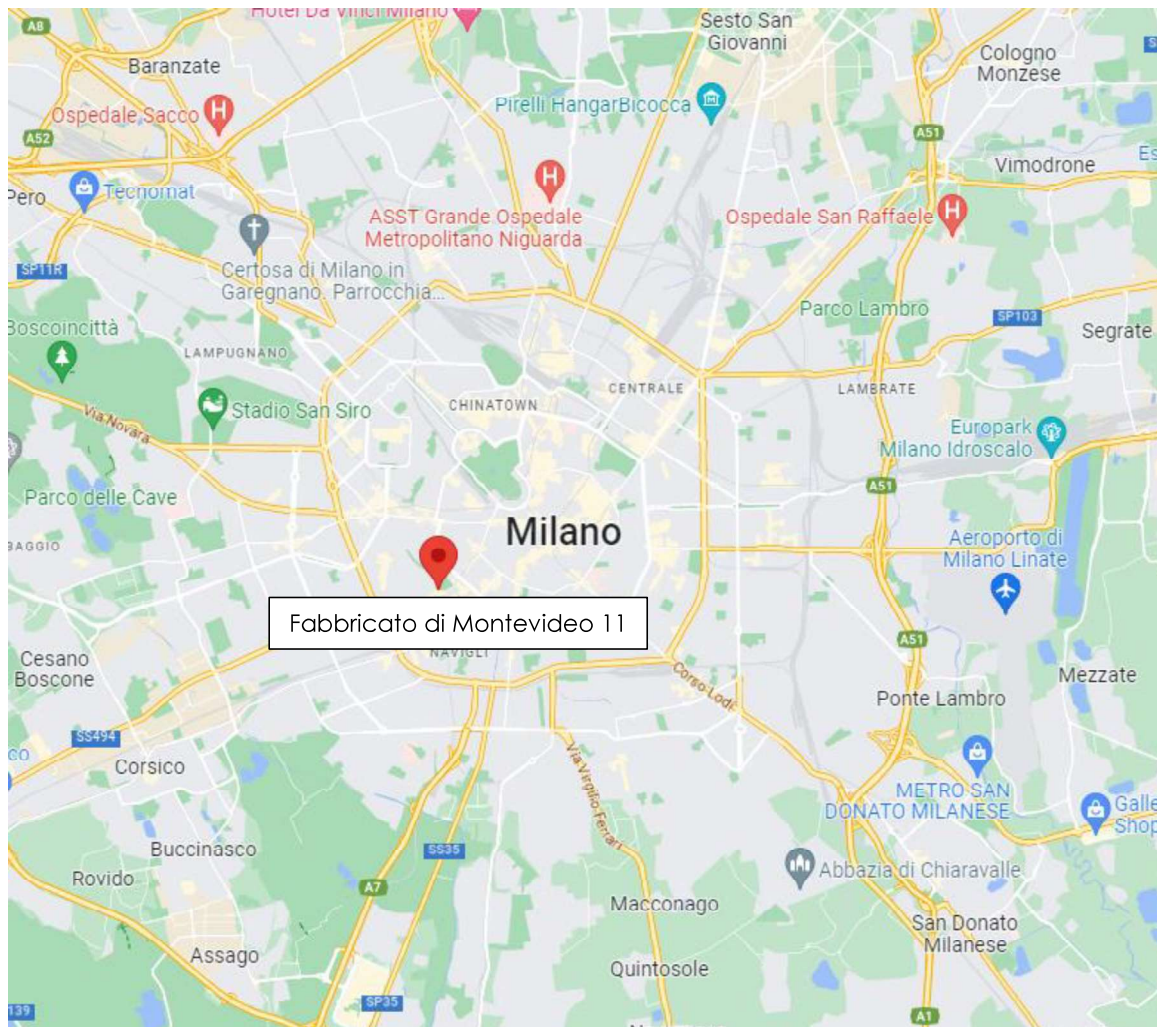 Hotel Da Vinci Milano
Sesto San
Giovanni
A8
Baranzate
Cologno
Monzese
Ospedale Sacco
Pirelli HangarBicocca
A52
A51
Vimodrone
Pero
Tecnomat
ASST Grande Ospedale
Metropolitano Niguarda
Ospedale San Raffaele
SP11R
Certosa di Milano in
Garegnano. Parrocchia...
Parco Lambro
SP103
Boscoincittà
Segrate
LAMPUGNANO
CENTRALE
LAMBRATE
CHINATOWN
Stadio San Siro
Via Novara
Europark
Milano Idroscalo
A51
Parco delle Cave
Milano
BAGGIO
Aeroporto di
Milano Linate
Fabbricato di Montevideo 11
A51
NAVIGLI
Cesano
Boscone
Corso Lodi
Mezzate
Ponte Lambro
SS494
CO
Corsico
Via Virgilio Ferrari
METRO SAN
DONATO MILANESE
Galle
Shop
Buccinasco
SS35
Rovido
A7
Abbazia di Chiaravalle
Macconago
San Donato
Milanese
Assago
Quintosole
SP35
139
A1